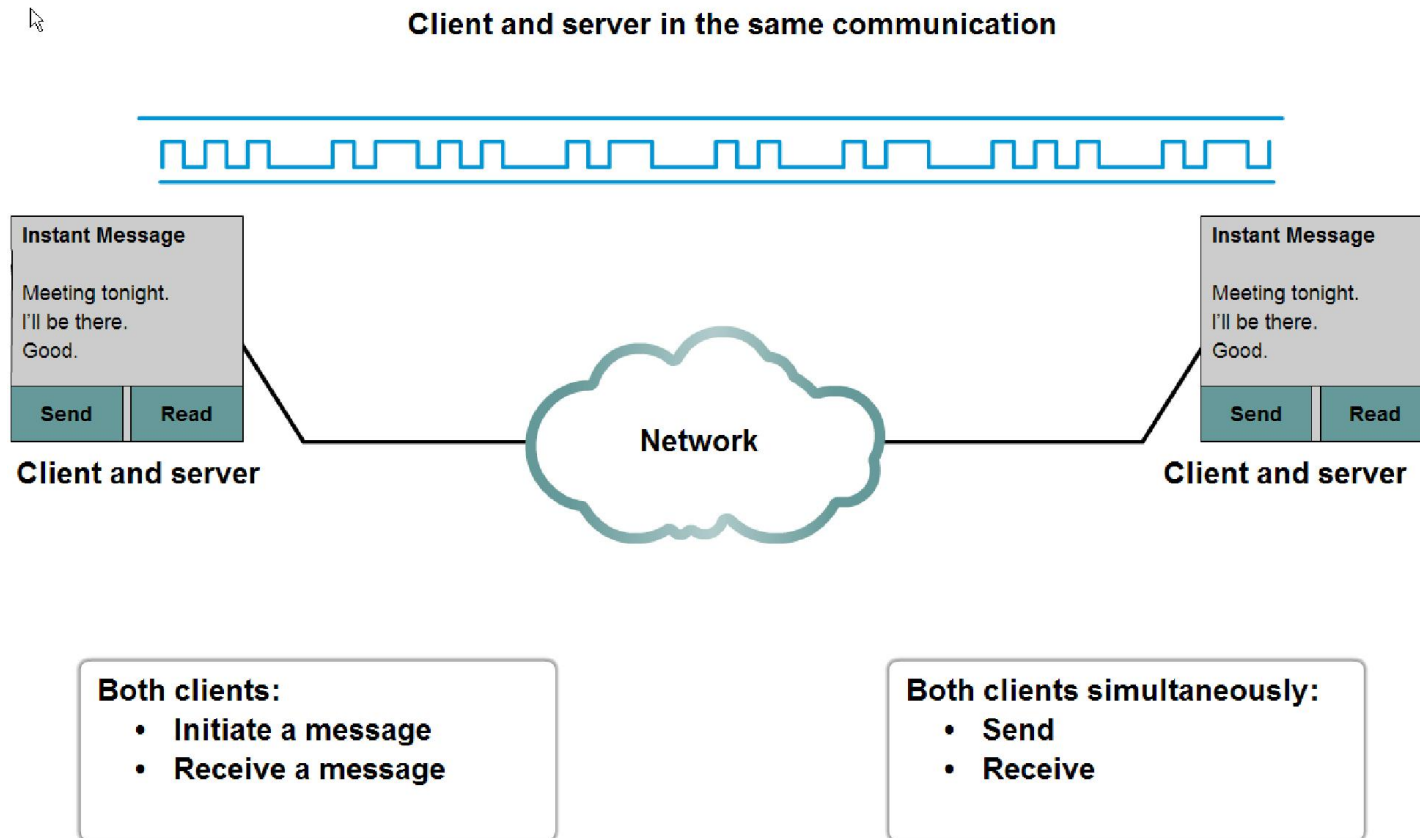 Client and server in the same communication
Instant Message
Meeting tonight.
I'll be there.
Good.
Send Read
Client and server
Network
Instant Message
Meeting tonight.
I'll be there.
Good.
Send Read
Client and server
Both clients:
• Initiate a message
• Receive a message
Both clients simultaneously:
• Send
• Receive